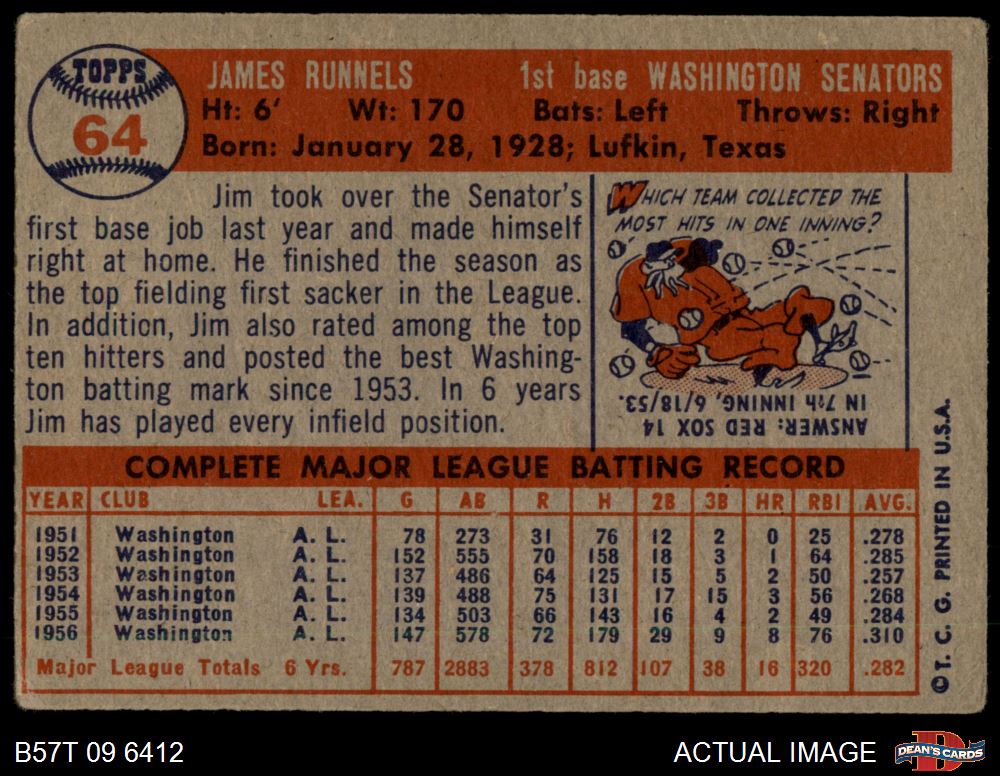 TOPPS
64
JAMES RUNNELS 1st base WASHINGTON SENATORS
Ht: 6' Wt: 170 Bats: Left Throws: Right
Born: January 28, 1928; Lufkin, Texas
Jim took over the Senator's
first base job last year and made himself
right at home. He finished the season as
the top fielding first sacker in the League.
In addition, Jim also rated among the top
ten hitters and posted the best Washing-
ton batting mark since 1953. In 6 years
Jim has played every infield position.
WHICH TEAM COLLECTED THE
MOST HITS IN ONE INNING?
ANSWER: RED SOX 14
IN 7th INNING, 6/18/53.
COMPLETE MAJOR LEAGUE BATTING RECORD
YEAR CLUB LEA. G AB R H 2B 3B HR RBI AVG.
1951 Washington A. L. 78 273 31 76 12 2 0 25 .278
1952 Washington A. L. 152 555 70 158 18 3 1 64 .285
1953 Washington A. L. 137 486 64 125 15 5 2 50 .257
1954 Washington A. L. 139 488 75 131 17 15 3 56 .268
1955 Washington A. L. 134 503 66 143 16 4 2 49 .284
1956 Washington A. L. 147 578 72 179 29 9 8 76 .310
Major League Totals 6 Yrs. 787 2883 378 812 107 38 16 320 .282
©T. C. G. PRINTED IN U.S.A.
B57T 09 6412
ACTUAL IMAGE
D
DEAN'S CARDS